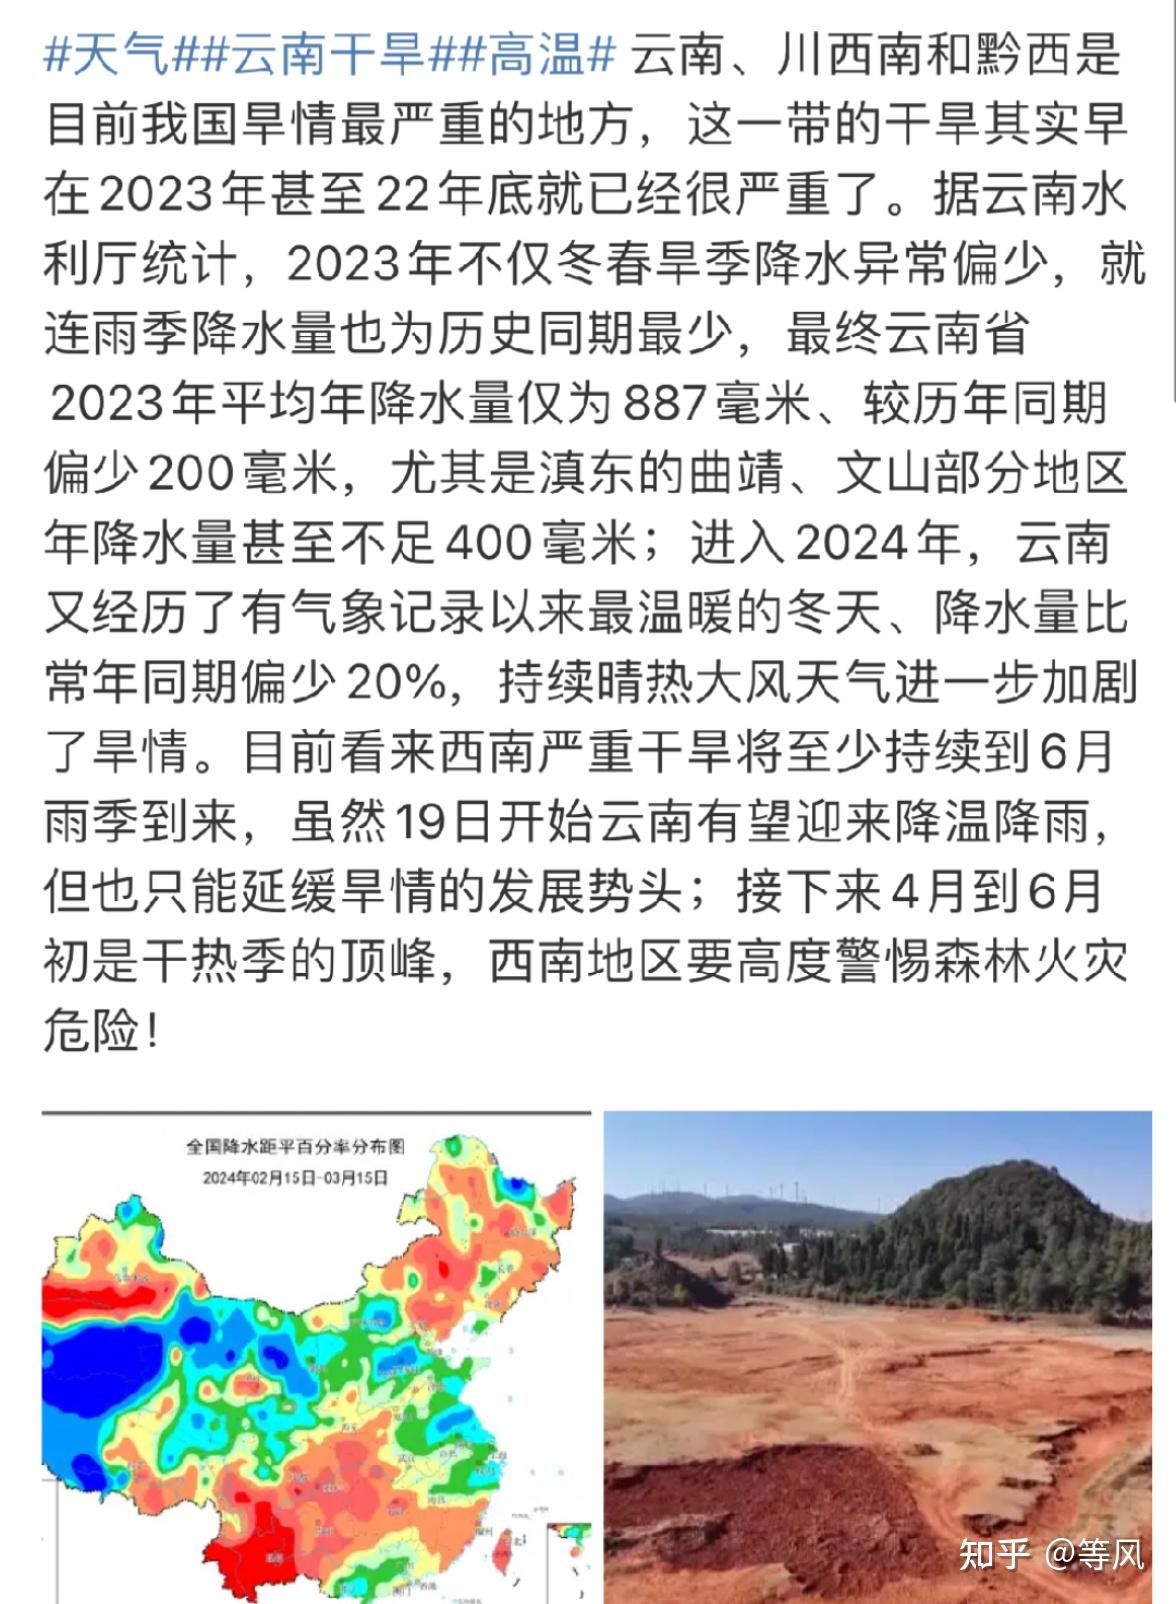 #天气##云南干旱##高温# 云南、川西南和黔西是
目前我国旱情最严重的地方，这一带的干旱其实早
在2023年甚至22年底就已经很严重了。据云南水
利厅统计，2023年不仅冬春旱季降水异常偏少，就
连雨季降水量也为历史同期最少，最终云南省
2023年平均年降水量仅为887毫米、较历年同期
偏少200毫米，尤其是滇东的曲靖、文山部分地区
年降水量甚至不足400毫米；进入2024年，云南
又经历了有气象记录以来最温暖的冬天、降水量比
常年同期偏少20%，持续晴热大风天气进一步加剧
了旱情。目前看来西南严重干旱将至少持续到6月
雨季到来，虽然19日开始云南有望迎来降温降雨，
但也只能延缓旱情的发展势头；接下来4月到6月
初是干热季的顶峰，西南地区要高度警惕森林火灾
危险！
全国降水距平百分率分布图
2024年02月15日-03月15日
知乎 @等风